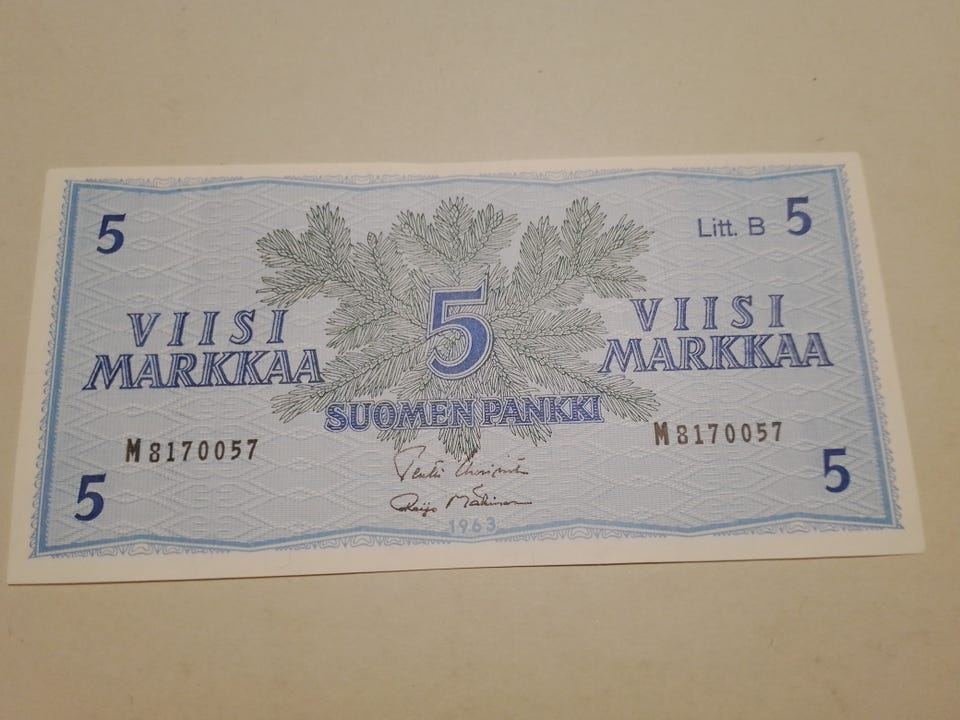 5
Litt. B 5
VIISI
MARKKAA
5
VIISI
MARKKAA
SUOMEN PANKKI
M8170057
M8170057
5
5
1963